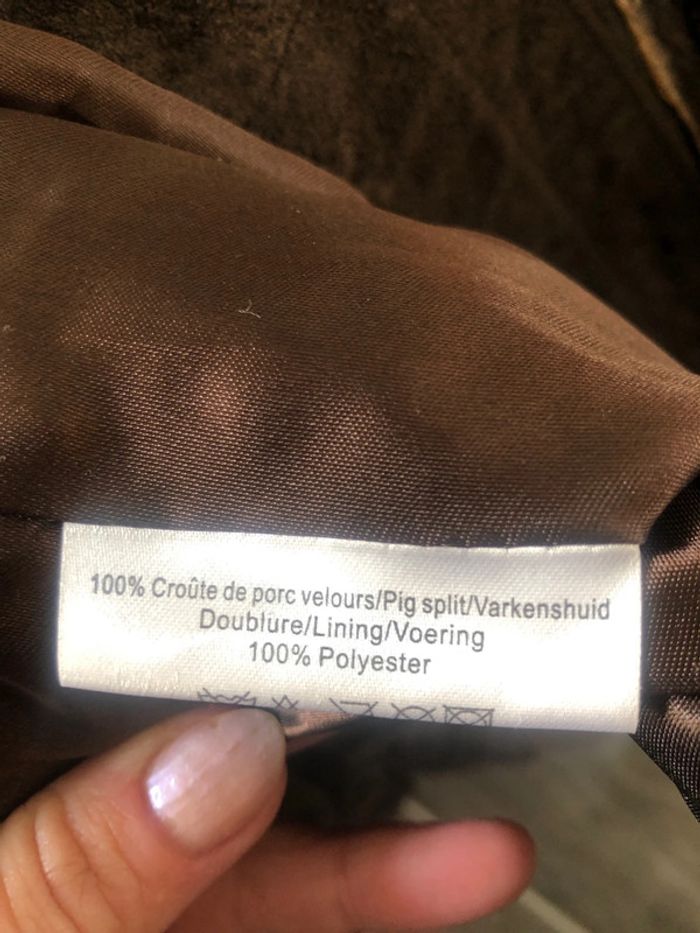 100% Croûte de porc velours/Pig split/Varkenshuid
Doublure/Lining/Voering
100% Polyester